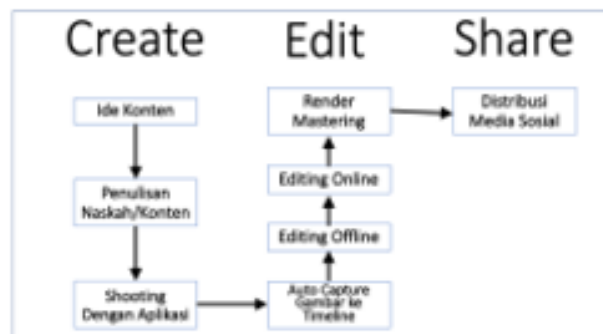 Create
Ide Konten
Penulisan
Naskah/Konten
Shooting
Dengan Aplikasi
Edit
Render
Mastering
Editing Online
Editing Offline
Auto Capture
Gambar ke
Timeline
Share
Distribusi
Media Sosial